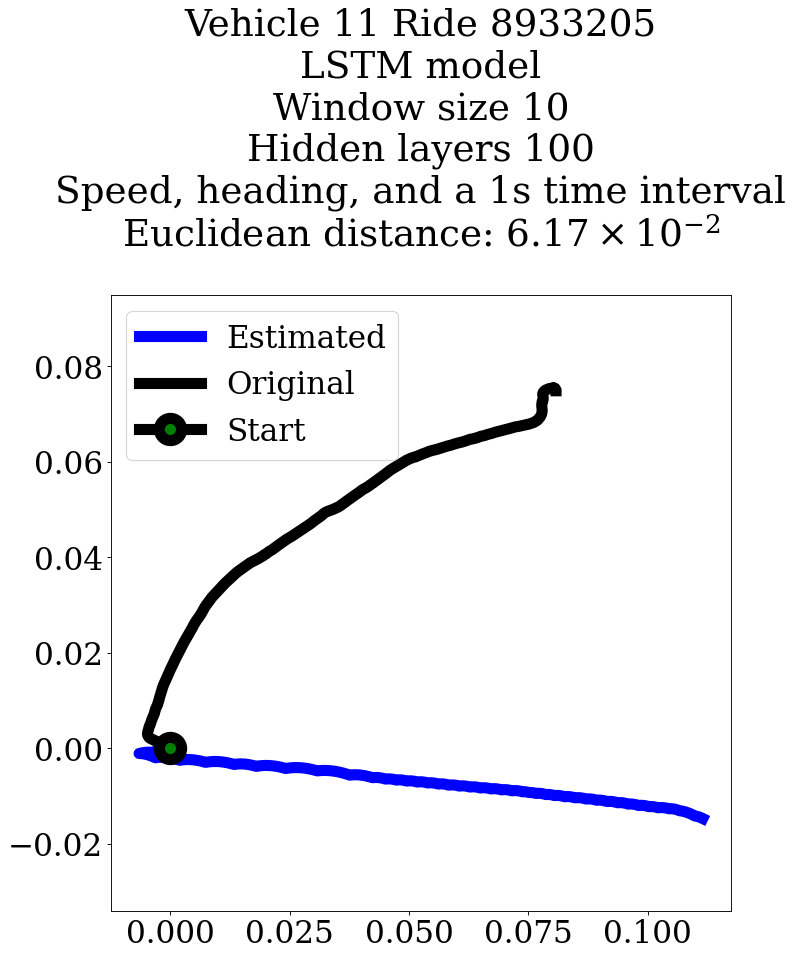 Vehicle 11 Ride 8933205
LSTM model
Window size 10
Hidden layers 100
Speed, heading, and a 1s time interval
Euclidean distance: 6.17 × 10⁻²
Estimated
Original
Start
0.08
0.06
0.04
0.02
0.00
−0.02
0.000 0.025 0.050 0.075 0.100